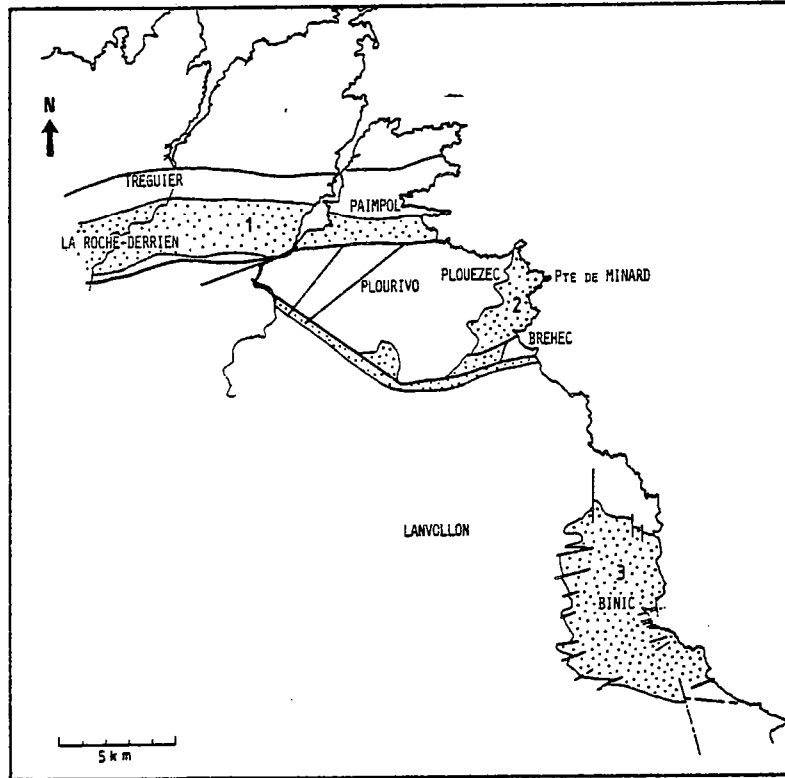 N
TREGUIER
PAIMPOL
1
LA ROCHE-DERRIEN
PLOUEZEC
PTE DE MINARD
PLOURIVO
2
BREHEC
LANVOLLON
3
BINIC
5 km